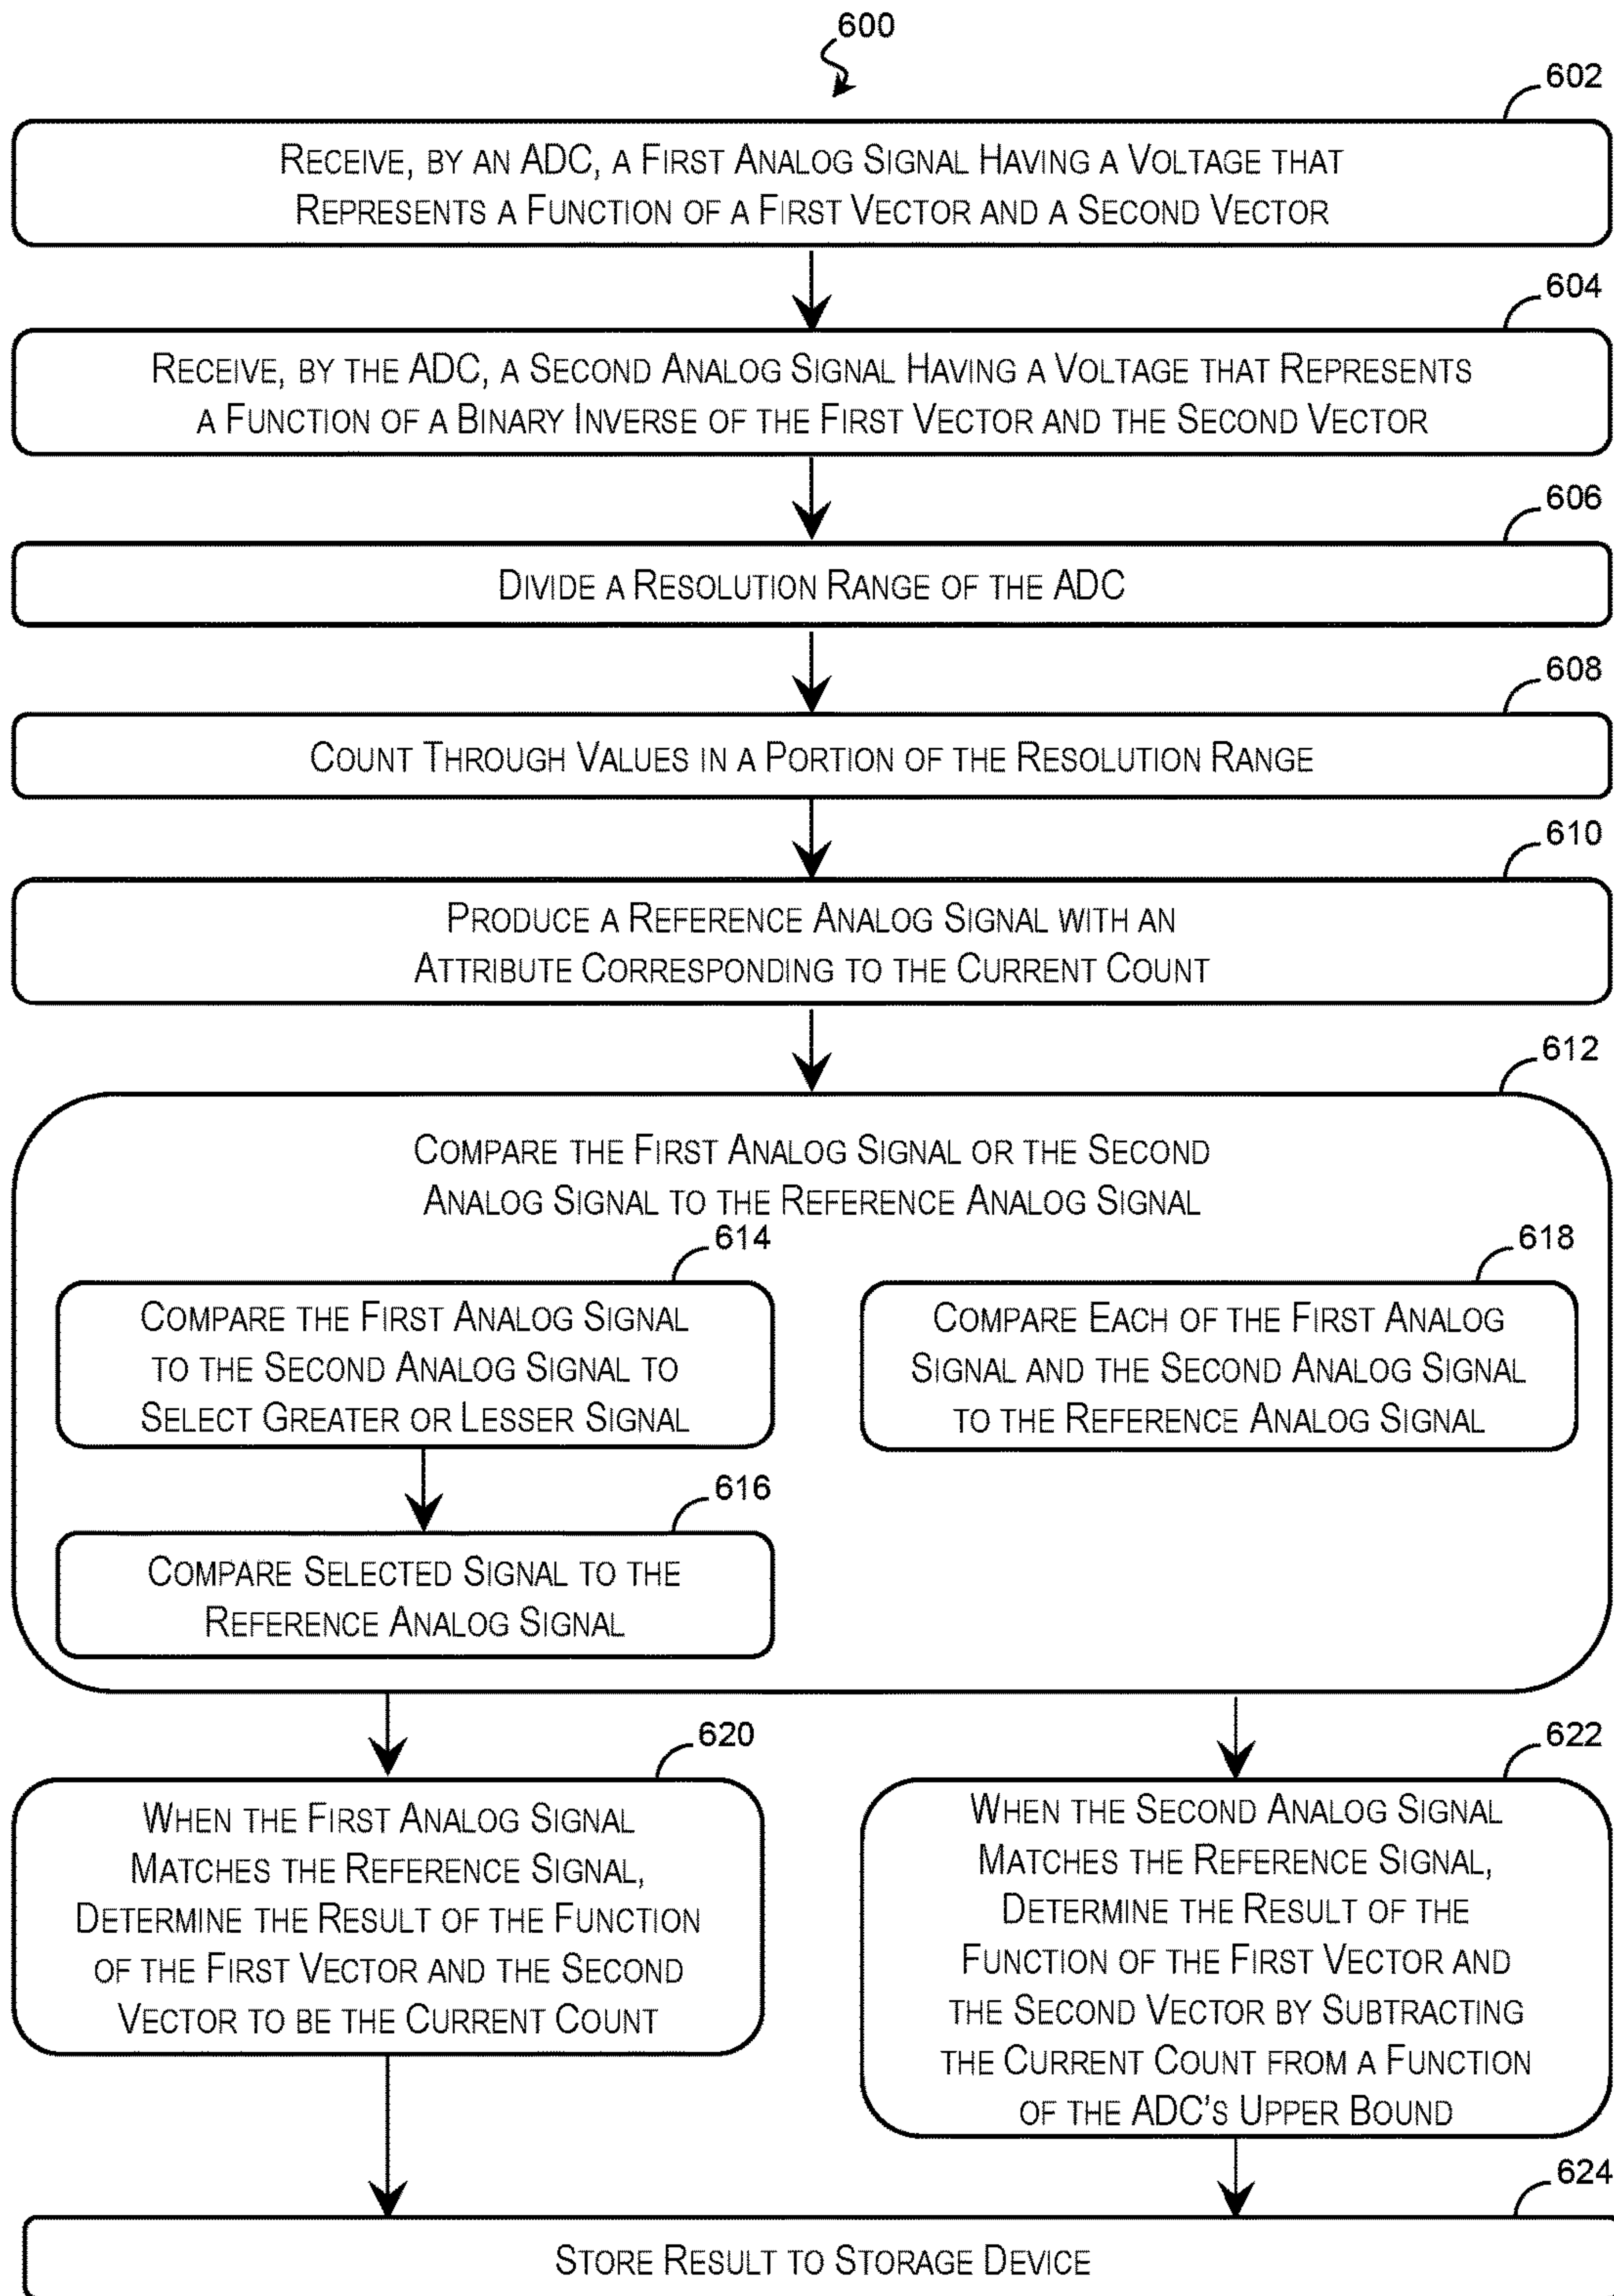 600
602
RECEIVE, BY AN ADC, A FIRST ANALOG SIGNAL HAVING A VOLTAGE THAT
REPRESENTS A FUNCTION OF A FIRST VECTOR AND A SECOND VECTOR
604
RECEIVE, BY THE ADC, A SECOND ANALOG SIGNAL HAVING A VOLTAGE THAT REPRESENTS
A FUNCTION OF A BINARY INVERSE OF THE FIRST VECTOR AND THE SECOND VECTOR
606
DIVIDE A RESOLUTION RANGE OF THE ADC
608
COUNT THROUGH VALUES IN A PORTION OF THE RESOLUTION RANGE
610
PRODUCE A REFERENCE ANALOG SIGNAL WITH AN
ATTRIBUTE CORRESPONDING TO THE CURRENT COUNT
612
COMPARE THE FIRST ANALOG SIGNAL OR THE SECOND
ANALOG SIGNAL TO THE REFERENCE ANALOG SIGNAL
614
COMPARE THE FIRST ANALOG SIGNAL
TO THE SECOND ANALOG SIGNAL TO
SELECT GREATER OR LESSER SIGNAL
616
COMPARE SELECTED SIGNAL TO THE
REFERENCE ANALOG SIGNAL
618
COMPARE EACH OF THE FIRST ANALOG
SIGNAL AND THE SECOND ANALOG SIGNAL
TO THE REFERENCE ANALOG SIGNAL
620
WHEN THE FIRST ANALOG SIGNAL
MATCHES THE REFERENCE SIGNAL,
DETERMINE THE RESULT OF THE FUNCTION
OF THE FIRST VECTOR AND THE SECOND
VECTOR TO BE THE CURRENT COUNT
622
WHEN THE SECOND ANALOG SIGNAL
MATCHES THE REFERENCE SIGNAL,
DETERMINE THE RESULT OF THE
FUNCTION OF THE FIRST VECTOR AND
THE SECOND VECTOR BY SUBTRACTING
THE CURRENT COUNT FROM A FUNCTION
OF THE ADC'S UPPER BOUND
624
STORE RESULT TO STORAGE DEVICE